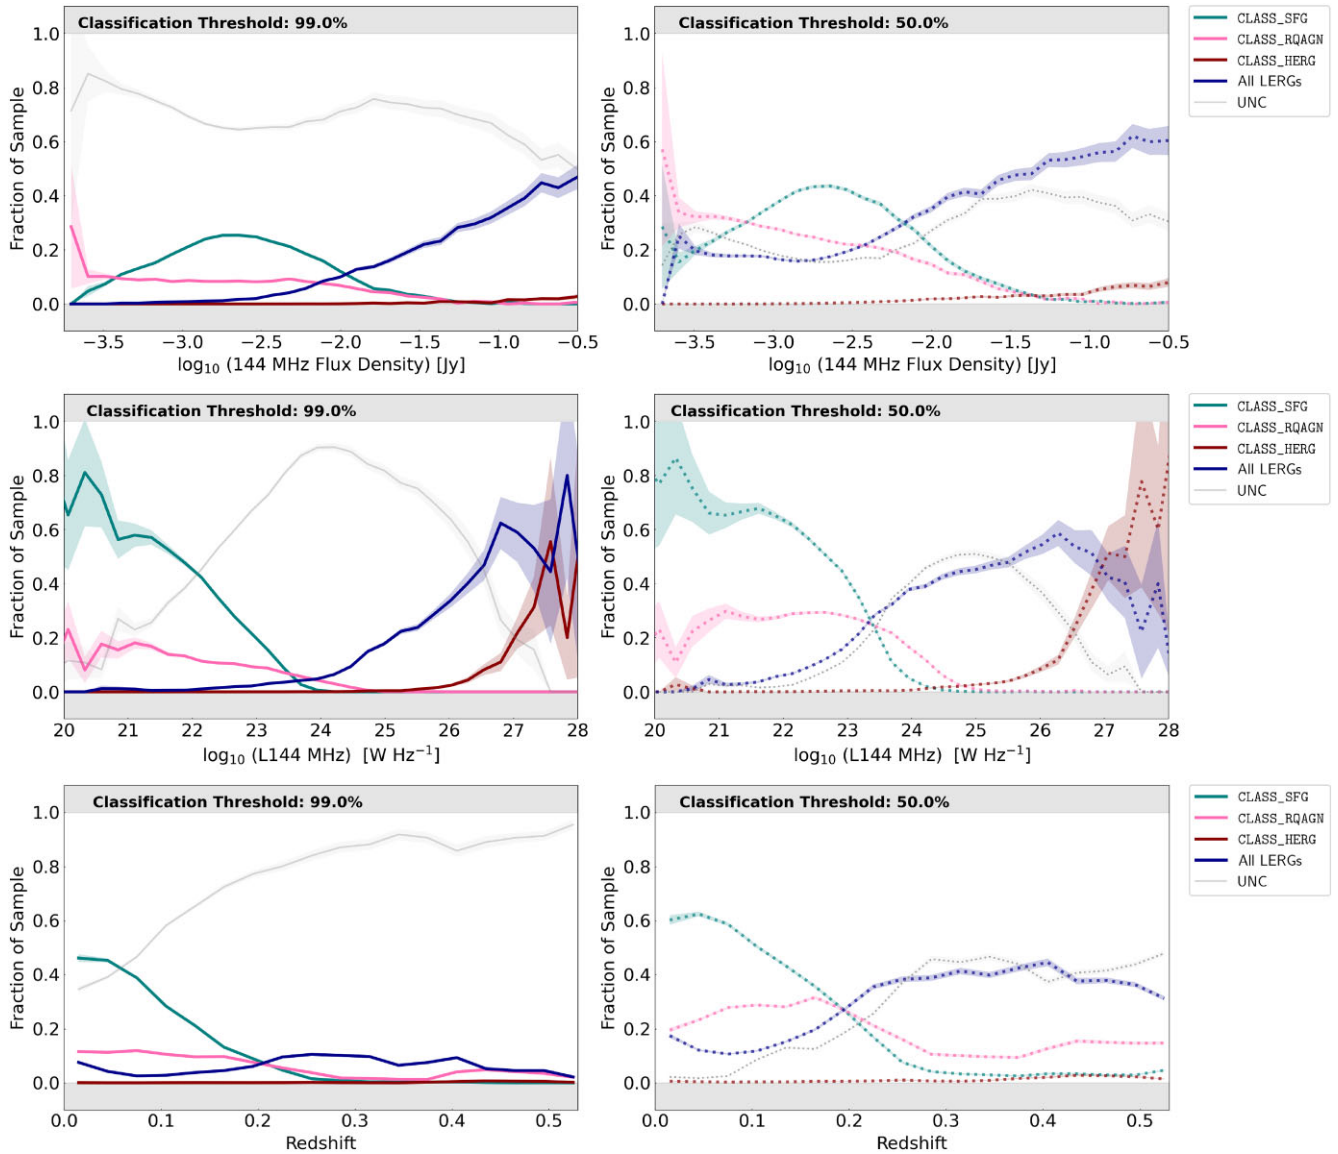 Classification Threshold: 99.0%
1.0
0.8
0.6
0.4
0.2
0.0
Fraction of Sample
−3.5 −3.0 −2.5 −2.0 −1.5 −1.0 −0.5
log10 (144 MHz Flux Density) [Jy]
Classification Threshold: 50.0%
1.0
0.8
0.6
0.4
0.2
0.0
Fraction of Sample
−3.5 −3.0 −2.5 −2.0 −1.5 −1.0 −0.5
log10 (144 MHz Flux Density) [Jy]
CLASS_SFG
CLASS_RQAGN
CLASS_HERG
All LERGs
UNC
Classification Threshold: 99.0%
1.0
0.8
0.6
0.4
0.2
0.0
Fraction of Sample
20 21 22 23 24 25 26 27 28
log10 (L144 MHz) [W Hz−1]
Classification Threshold: 50.0%
1.0
0.8
0.6
0.4
0.2
0.0
Fraction of Sample
20 21 22 23 24 25 26 27 28
log10 (L144 MHz) [W Hz−1]
CLASS_SFG
CLASS_RQAGN
CLASS_HERG
All LERGs
UNC
Classification Threshold: 99.0%
1.0
0.8
0.6
0.4
0.2
0.0
Fraction of Sample
0.0 0.1 0.2 0.3 0.4 0.5
Redshift
Classification Threshold: 50.0%
1.0
0.8
0.6
0.4
0.2
0.0
Fraction of Sample
0.0 0.1 0.2 0.3 0.4 0.5
Redshift
CLASS_SFG
CLASS_RQAGN
CLASS_HERG
All LERGs
UNC